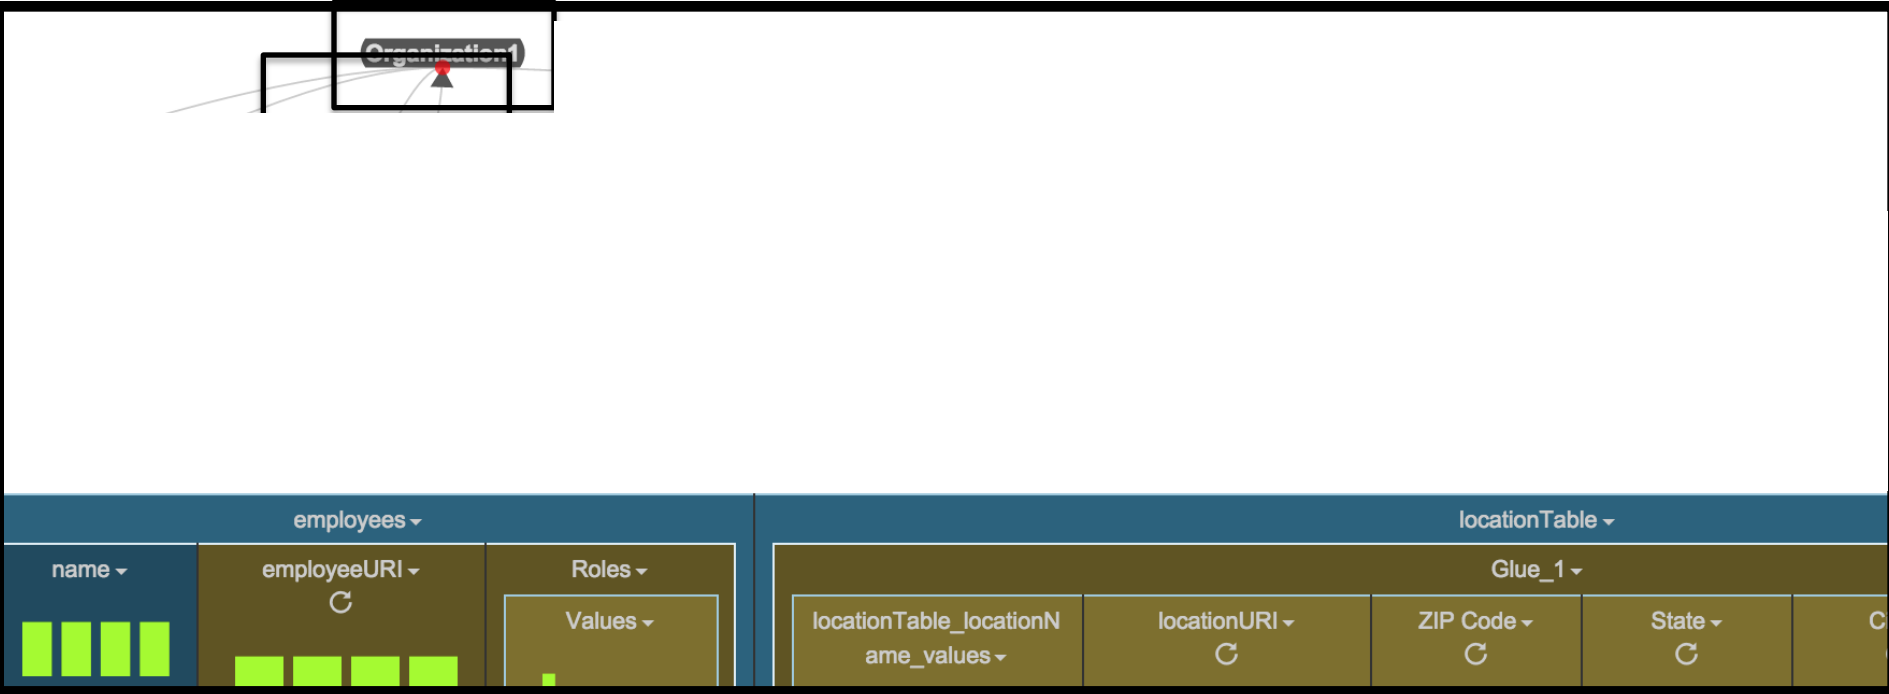 Organization1
employees
locationTable
name
employeeURI
Roles
Glue_1
Values
locationTable_locationN
ame_values
locationURI
ZIP Code
State
C